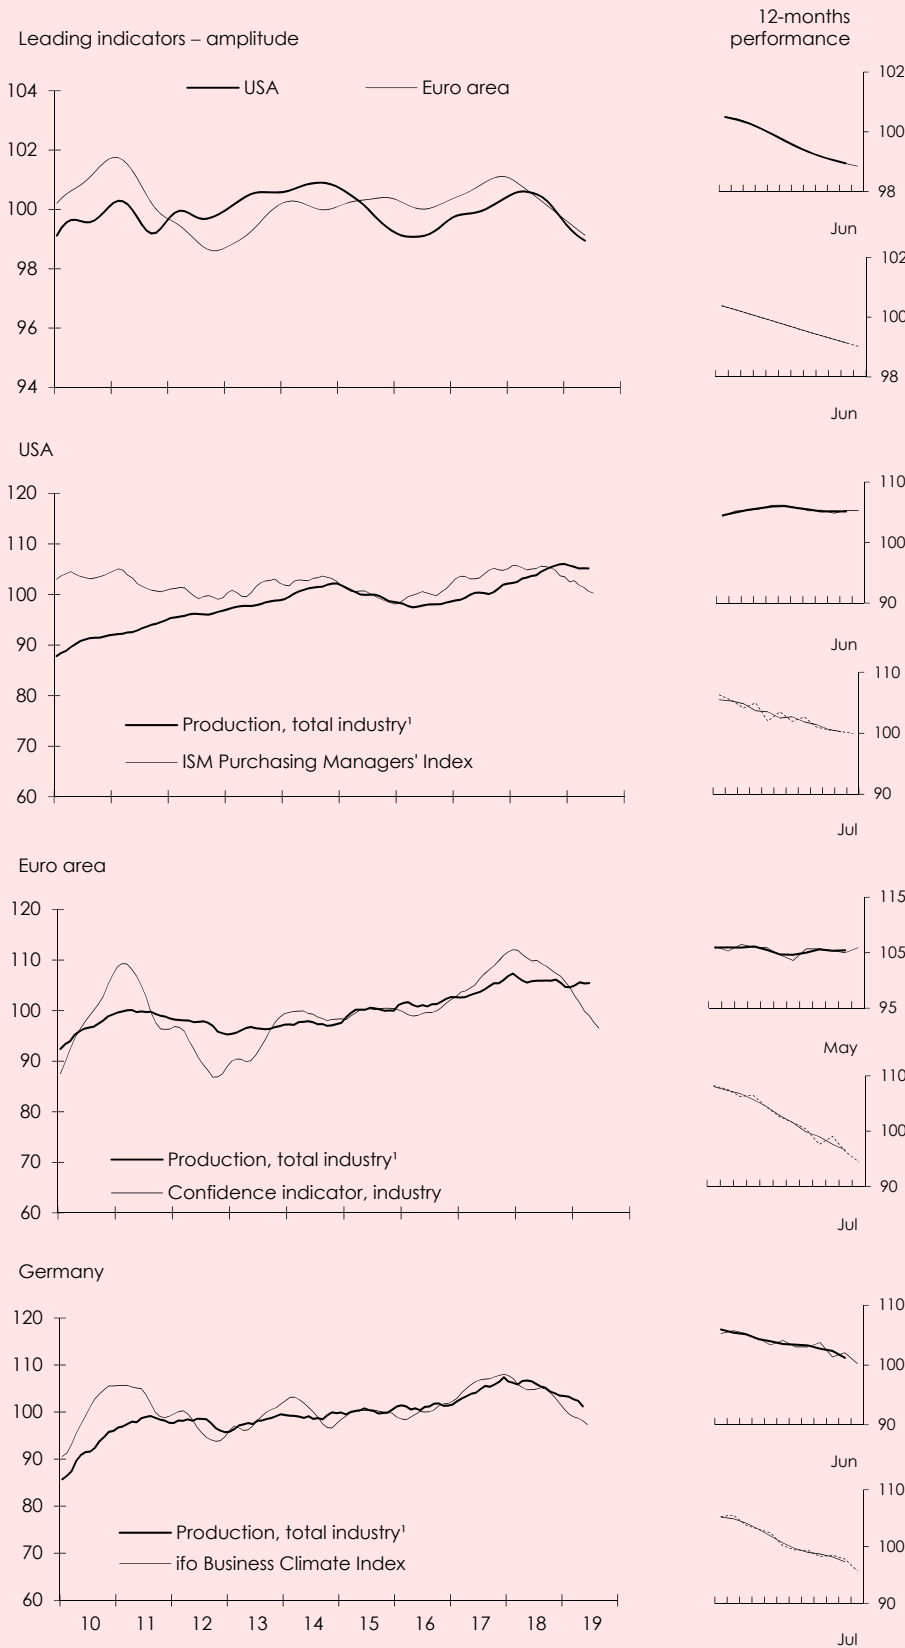 12-months
performance
Leading indicators – amplitude
USA
Euro area
104
102
100
98
96
94
102
100
98
Jun
102
100
98
Jun
USA
120
110
100
90
80
70
60
Production, total industry¹
ISM Purchasing Managers' Index
110
100
90
Jun
110
100
90
Jul
Euro area
120
110
100
90
80
70
60
Production, total industry¹
Confidence indicator, industry
115
105
95
May
110
100
90
Jul
Germany
120
110
100
90
80
70
60
Production, total industry¹
ifo Business Climate Index
10 11 12 13 14 15 16 17 18 19
110
100
90
Jun
110
100
90
Jul